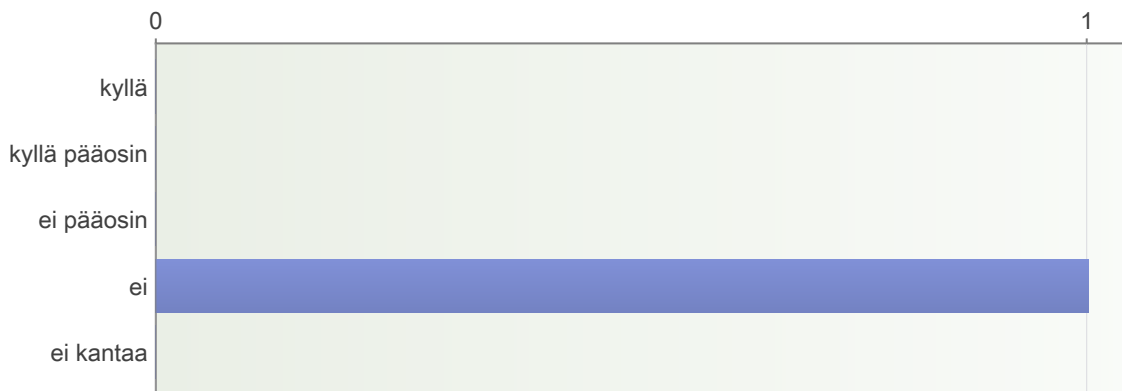 0 1
kyllä
kyllä pääosin
ei pääosin
ei
ei kantaa